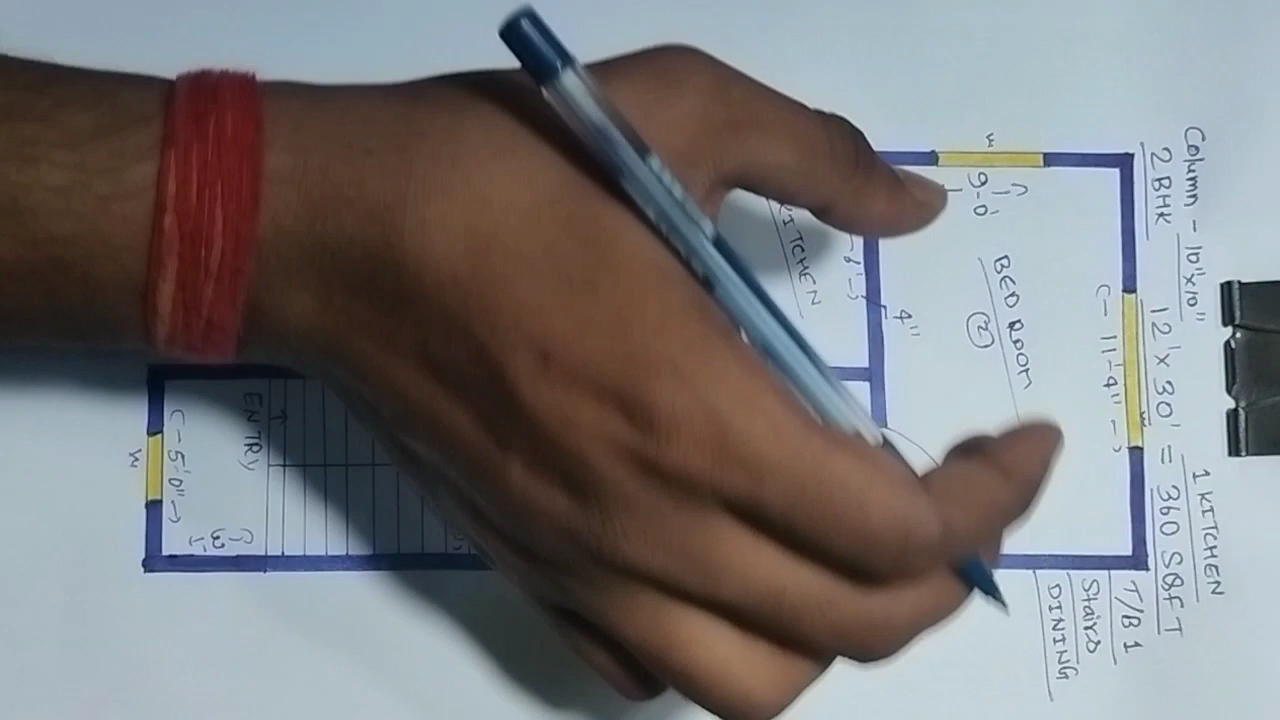 Column - 10"x10"
2 BHK 12' x 30' = 360 SQFT
1 KITCHEN
T/B 1
Stairs
DINING
<- 11'-4" ->
W
W
9'-0"
BED ROOM
(2)
4"
KITCHEN
ENTRY
<- 5'0" ->
W